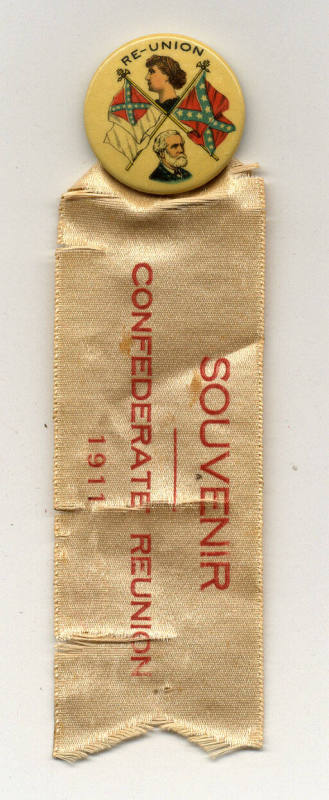 RE-UNION
SOUVENIR
CONFEDERATE REUNION
1911